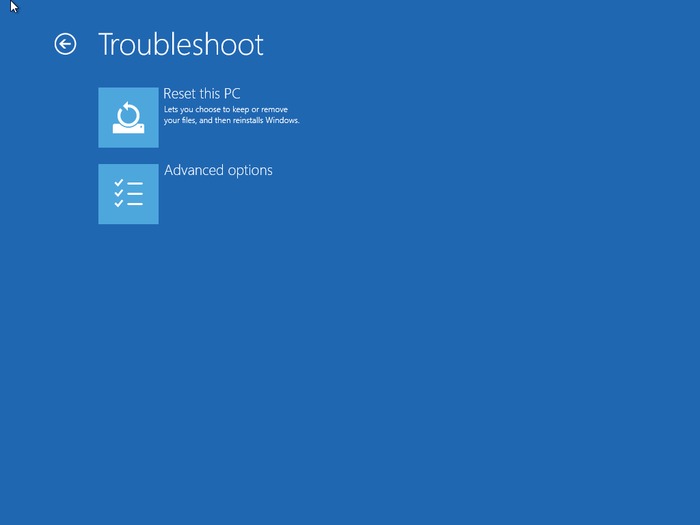 Troubleshoot
Reset this PC
Lets you choose to keep or remove
your files, and then reinstalls Windows.
Advanced options